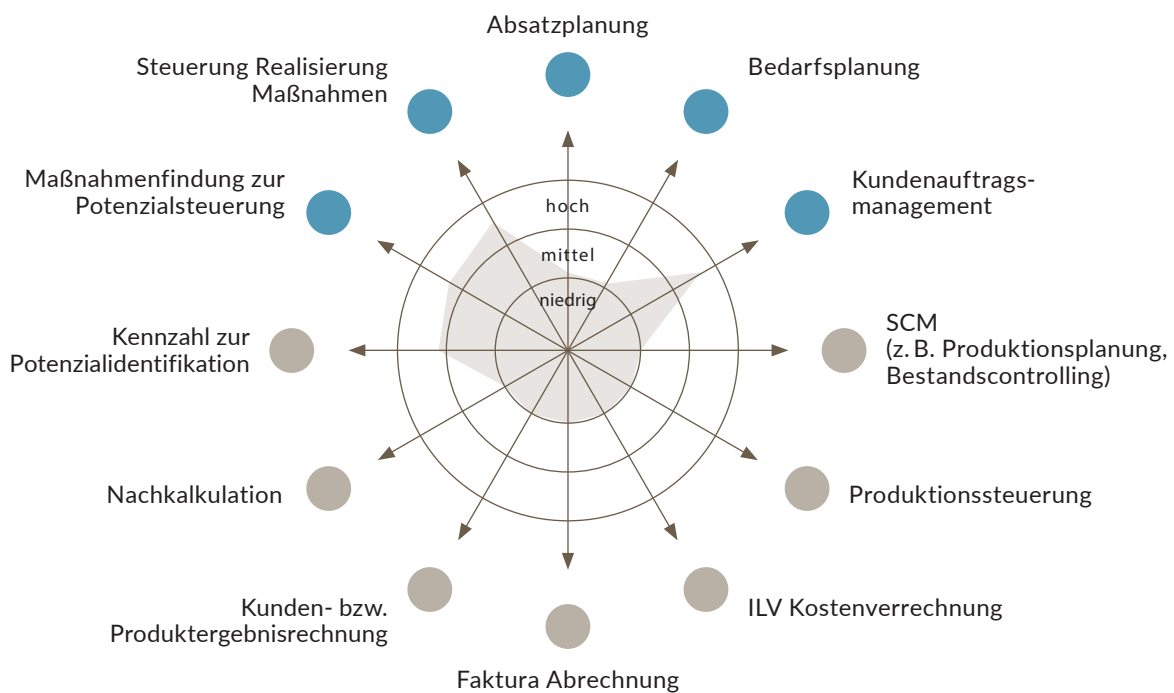 Absatzplanung
Bedarfsplanung
Kundenauftrags-
management
SCM
(z. B. Produktionsplanung,
Bestandscontrolling)
Produktionssteuerung
ILV Kostenverrechnung
Faktura Abrechnung
Kunden- bzw.
Produktergebnisrechnung
Nachkalkulation
Kennzahl zur
Potenzialidentifikation
Maßnahmenfindung zur
Potenzialsteuerung
Steuerung Realisierung
Maßnahmen
hoch
mittel
niedrig